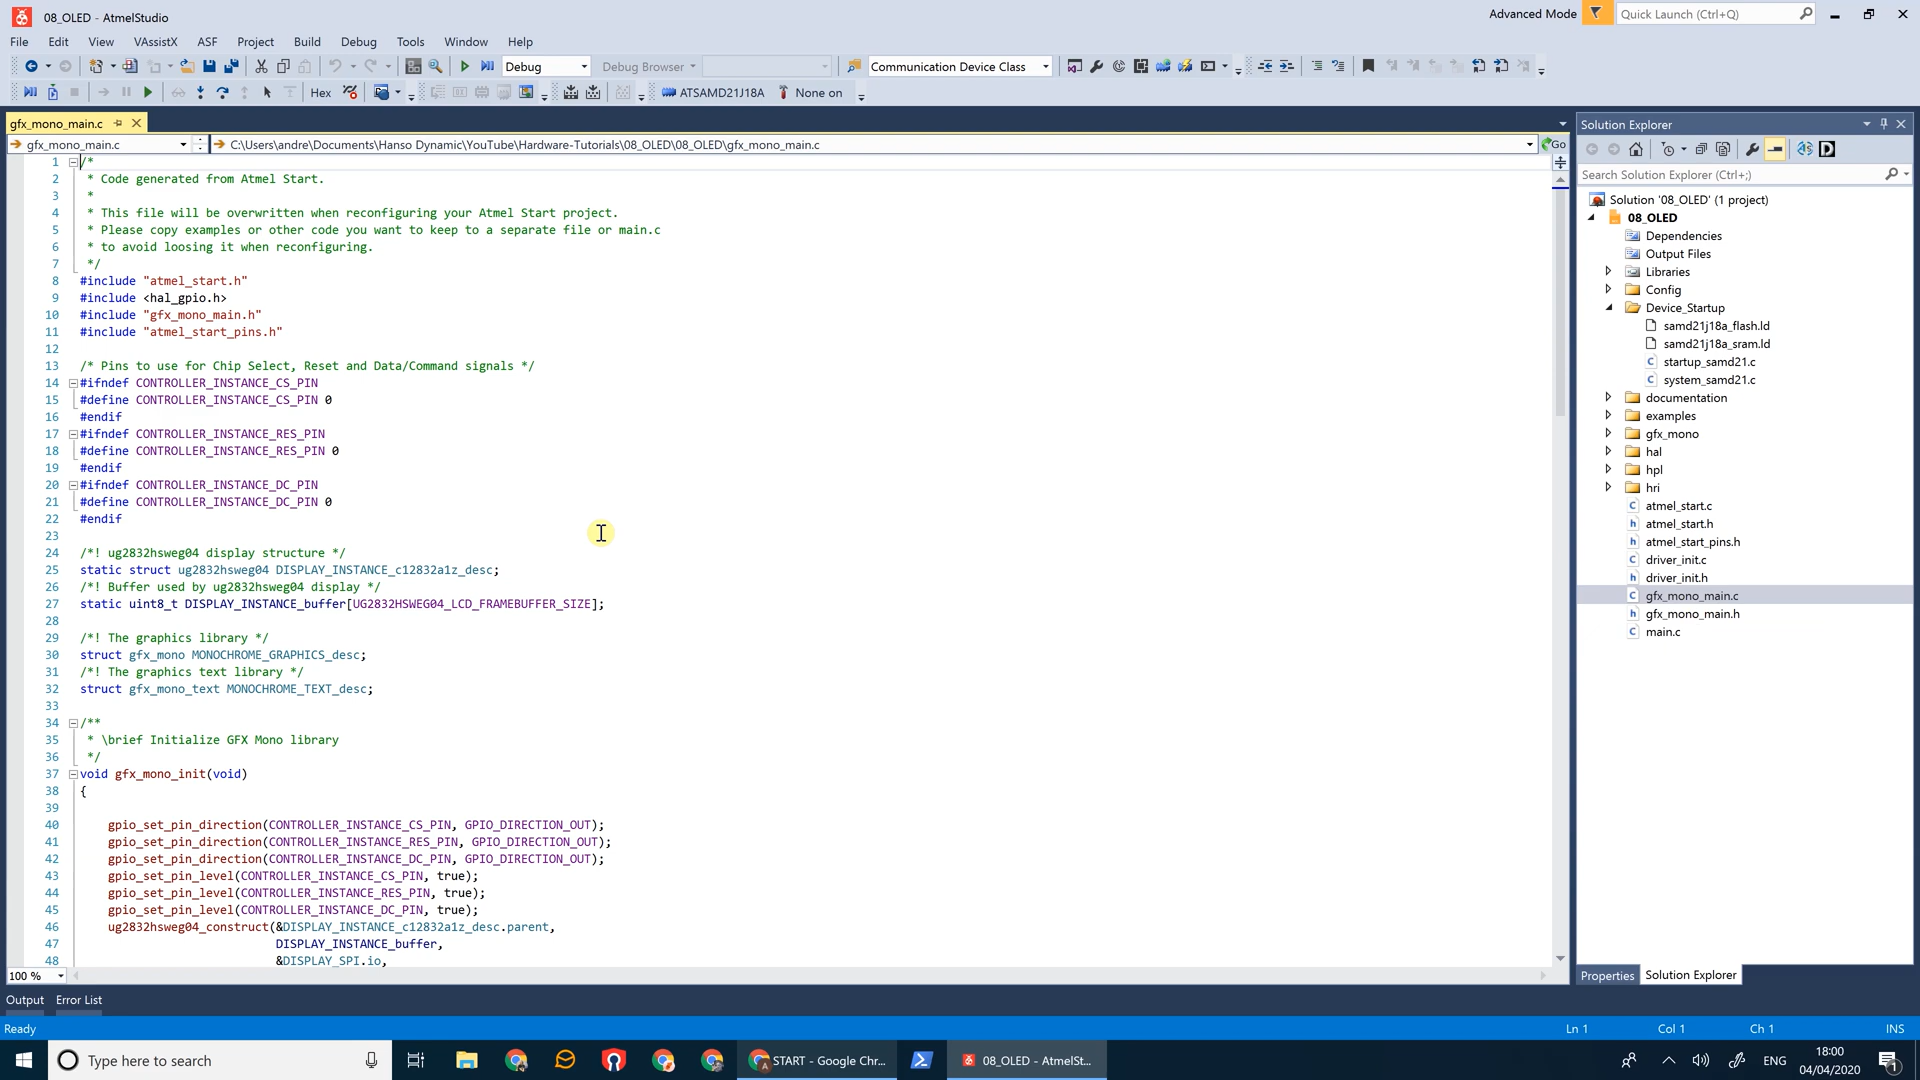 08_OLED - AtmelStudio
Advanced Mode
Quick Launch (Ctrl+Q)
File Edit View VAssistX ASF Project Build Debug Tools Window Help
Debug
Debug Browser
Communication Device Class
Hex
ATSAMD21J18A
None on
gfx_mono_main.c
gfx_mono_main.c
C:\Users\andre\Documents\Hanso Dynamic\YouTube\Hardware-Tutorials\08_OLED\08_OLED\gfx_mono_main.c
Go
1 /*
2 * Code generated from Atmel Start.
3 *
4 * This file will be overwritten when reconfiguring your Atmel Start project.
5 * Please copy examples or other code you want to keep to a separate file or main.c
6 * to avoid loosing it when reconfiguring.
7 */
8 #include "atmel_start.h"
9 #include <hal_gpio.h>
10 #include "gfx_mono_main.h"
11 #include "atmel_start_pins.h"
12
13 /* Pins to use for Chip Select, Reset and Data/Command signals */
14 #ifndef CONTROLLER_INSTANCE_CS_PIN
15 #define CONTROLLER_INSTANCE_CS_PIN 0
16 #endif
17 #ifndef CONTROLLER_INSTANCE_RES_PIN
18 #define CONTROLLER_INSTANCE_RES_PIN 0
19 #endif
20 #ifndef CONTROLLER_INSTANCE_DC_PIN
21 #define CONTROLLER_INSTANCE_DC_PIN 0
22 #endif
23
24 /*! ug2832hsweg04 display structure */
25 static struct ug2832hsweg04 DISPLAY_INSTANCE_c12832a1z_desc;
26 /*! Buffer used by ug2832hsweg04 display */
27 static uint8_t DISPLAY_INSTANCE_buffer[UG2832HSWEG04_LCD_FRAMEBUFFER_SIZE];
28
29 /*! The graphics library */
30 struct gfx_mono MONOCHROME_GRAPHICS_desc;
31 /*! The graphics text library */
32 struct gfx_mono_text MONOCHROME_TEXT_desc;
33
34 /**
35 * \brief Initialize GFX Mono library
36 */
37 void gfx_mono_init(void)
38 {
39
40 gpio_set_pin_direction(CONTROLLER_INSTANCE_CS_PIN, GPIO_DIRECTION_OUT);
41 gpio_set_pin_direction(CONTROLLER_INSTANCE_RES_PIN, GPIO_DIRECTION_OUT);
42 gpio_set_pin_direction(CONTROLLER_INSTANCE_DC_PIN, GPIO_DIRECTION_OUT);
43 gpio_set_pin_level(CONTROLLER_INSTANCE_CS_PIN, true);
44 gpio_set_pin_level(CONTROLLER_INSTANCE_RES_PIN, true);
45 gpio_set_pin_level(CONTROLLER_INSTANCE_DC_PIN, true);
46 ug2832hsweg04_construct(&DISPLAY_INSTANCE_c12832a1z_desc.parent,
47 DISPLAY_INSTANCE_buffer,
48 &DISPLAY_SPI.io,
100 %
Solution Explorer
Search Solution Explorer (Ctrl+;)
Solution '08_OLED' (1 project)
08_OLED
Dependencies
Output Files
Libraries
Config
Device_Startup
samd21j18a_flash.ld
samd21j18a_sram.ld
startup_samd21.c
system_samd21.c
documentation
examples
gfx_mono
hal
hpl
hri
atmel_start.c
atmel_start.h
atmel_start_pins.h
driver_init.c
driver_init.h
gfx_mono_main.c
gfx_mono_main.h
main.c
Properties Solution Explorer
Output Error List
Ready
Ln 1 Col 1 Ch 1 INS
Type here to search
START - Google Chr...
08_OLED - AtmelSt...
ENG
18:00
04/04/2020
1